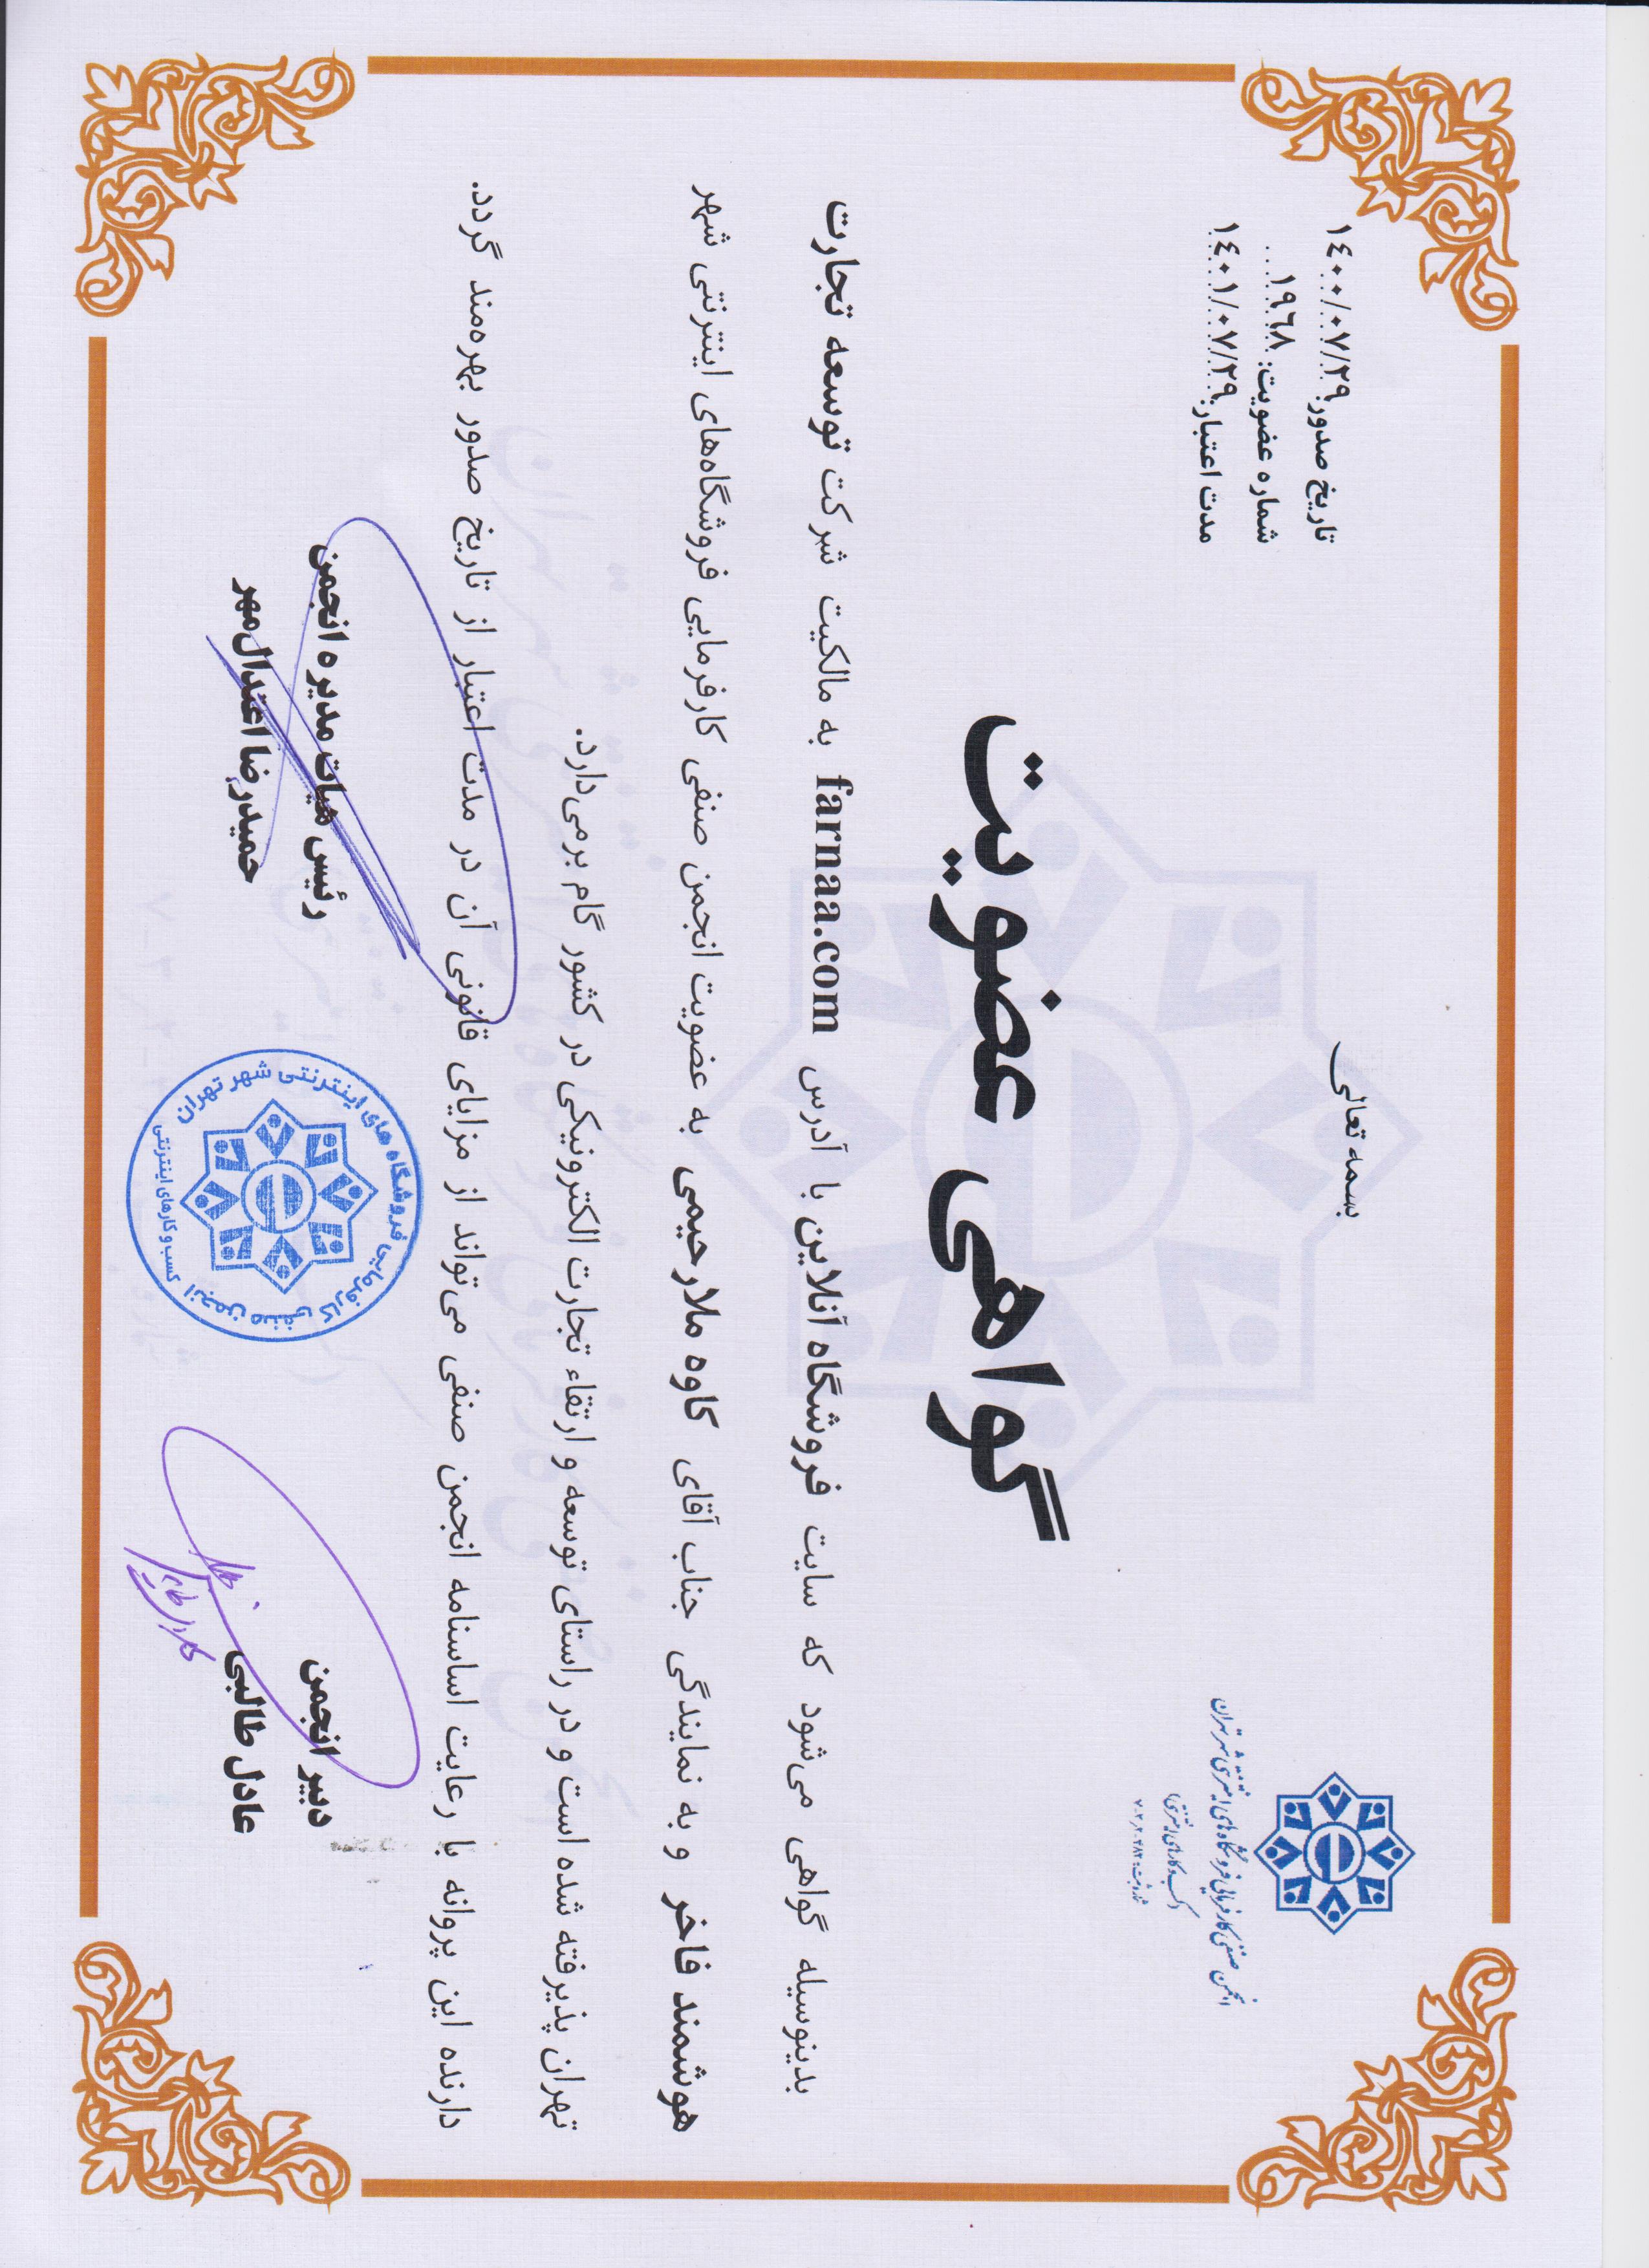 بسمه تعالی
انجمن صنفی کارفرمایی فروشگاه های اینترنتی شهر تهران
(کسب و کارهای اینترنتی)
شماره ثبت:
تاریخ صدور: ۱۴۰۰/۰۷/۲۹
شماره عضویت: ۱۹۶۸
مدت اعتبار: ۱۴۰۱/۰۷/۲۹
گواهی عضویت
بدینوسیله گواهی می‌شود که سایت فروشگاه آنلاین با آدرس farnaa.com به مالکیت شرکت توسعه تجارت
هوشمند فاخر و به نمایندگی جناب آقای کاوه ملارحیمی به عضویت انجمن صنفی کارفرمایی فروشگاه‌های اینترنتی شهر
تهران پذیرفته شده است و در راستای توسعه و ارتقاء تجارت الکترونیکی در کشور گام برمی‌دارد.
دارنده این پروانه با رعایت اساسنامه انجمن صنفی می‌تواند از مزایای قانونی آن در مدت اعتبار از تاریخ صدور بهره‌مند گردد.
دبیر انجمن
عادل طالبی
انجمن صنفی کارفرمایی فروشگاه های اینترنتی شهر تهران
کسب و کارهای اینترنتی
رئیس هیات مدیره انجمن
حمیدرضا اعتدال‌مهر